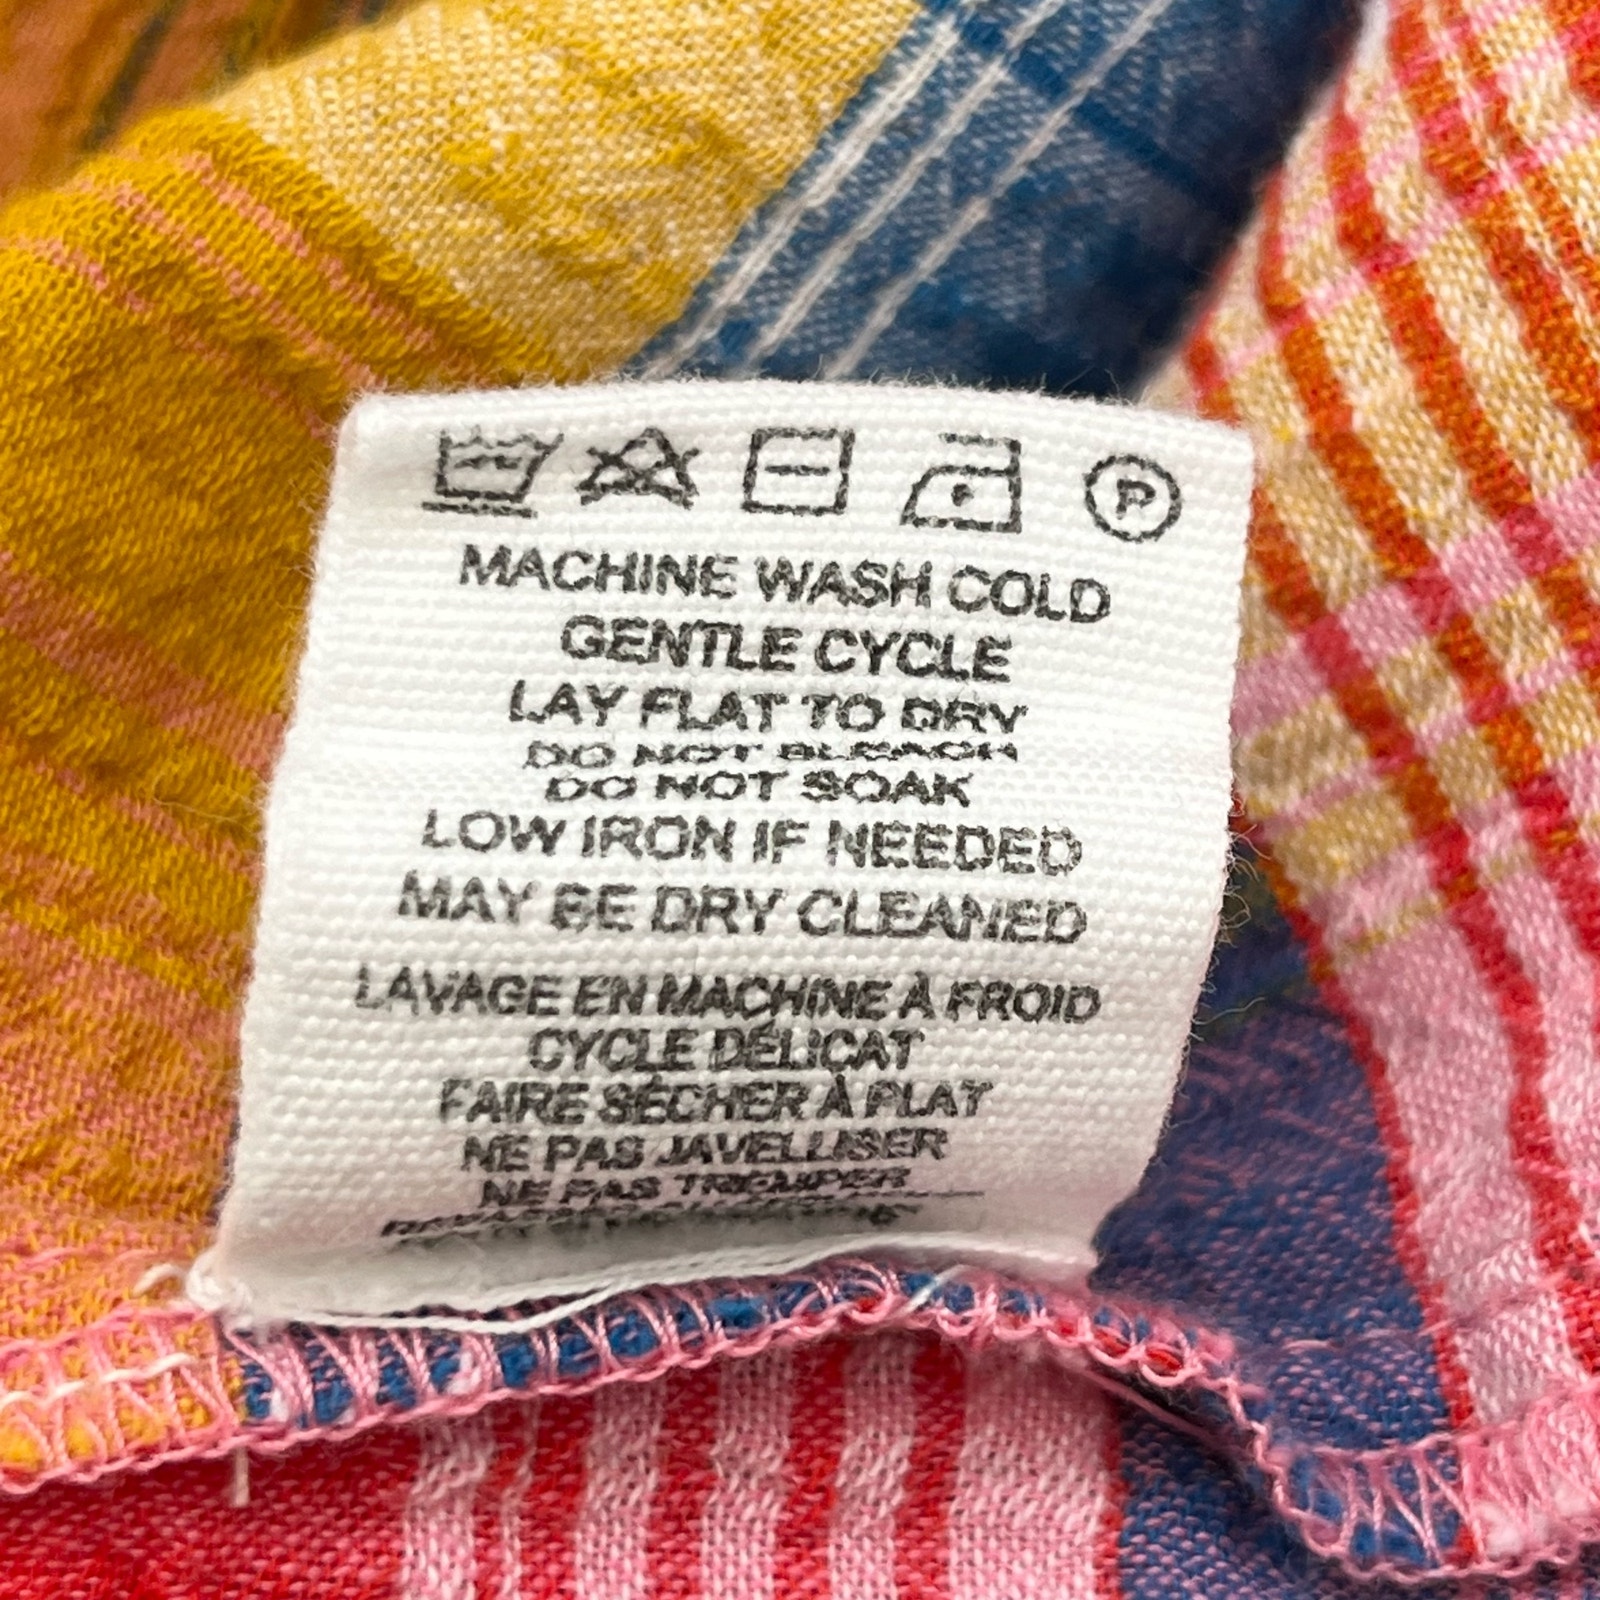 P
MACHINE WASH COLD
GENTLE CYCLE
LAY FLAT TO DRY
DO NOT BLEACH
DO NOT SOAK
LOW IRON IF NEEDED
MAY BE DRY CLEANED
LAVAGE EN MACHINE À FROID
CYCLE DÉLICAT
FAIRE SÉCHER À PLAT
NE PAS JAVELLISER
NE PAS TREMPER